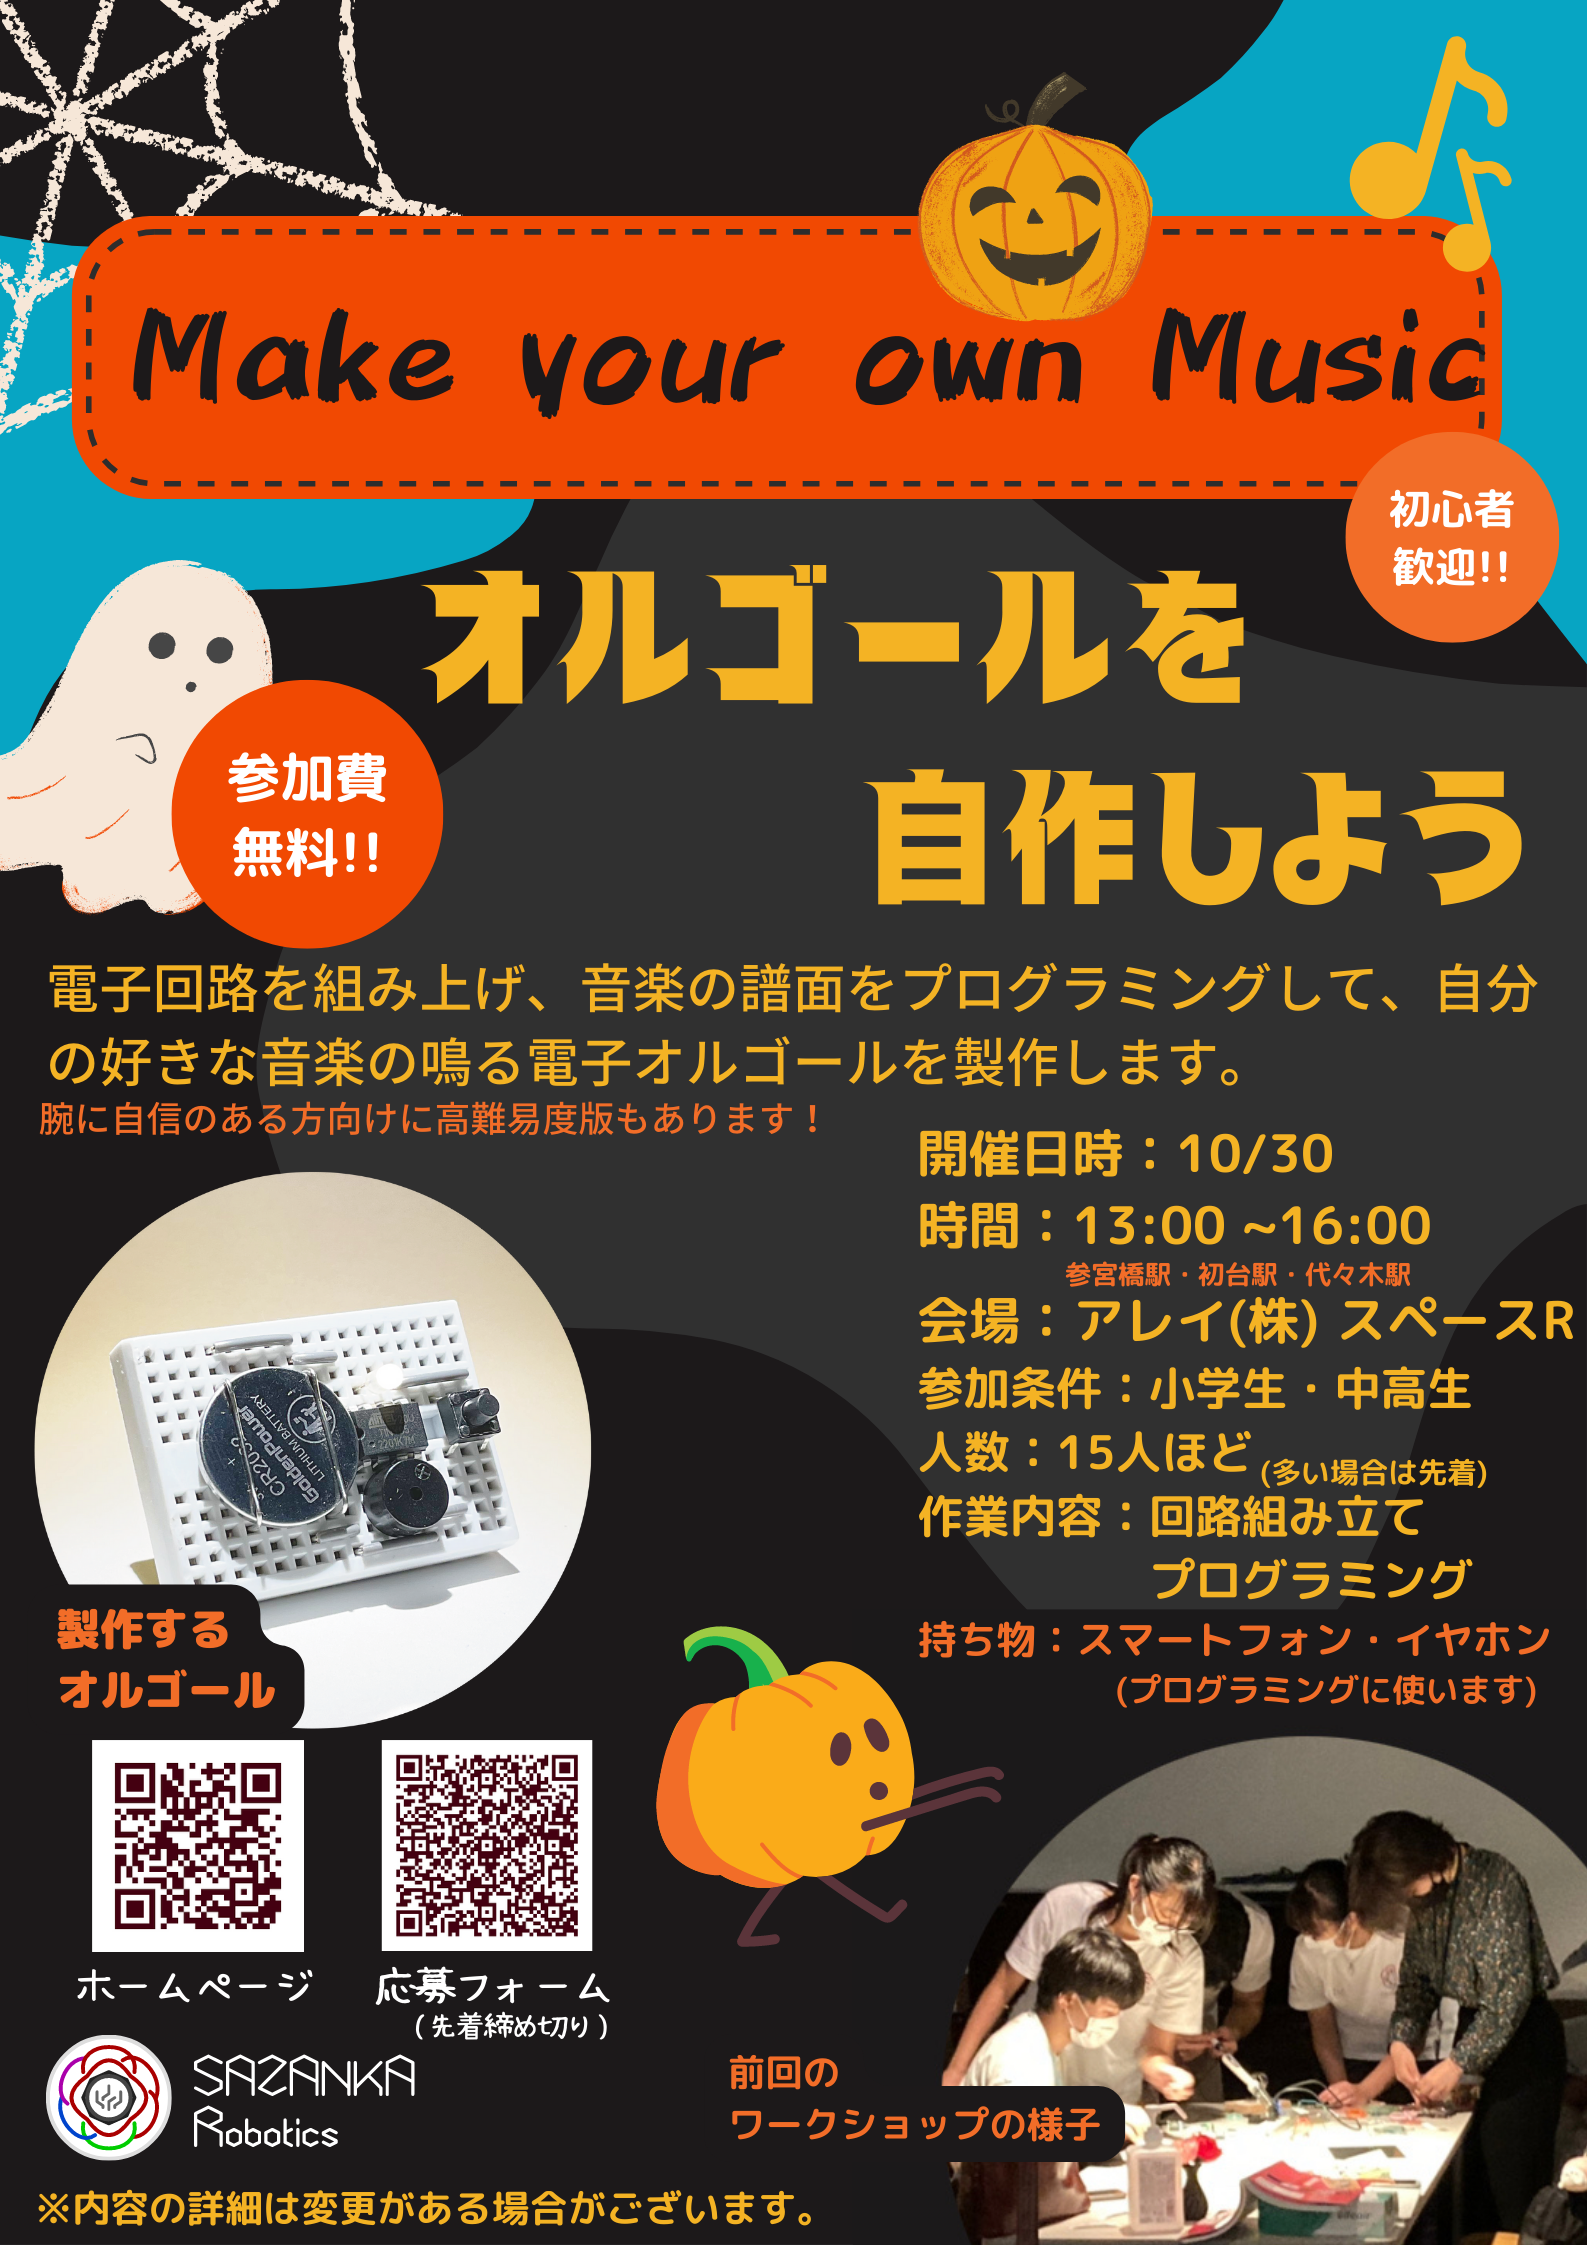 Make your own Music
初心者
歓迎!!
オルゴールを
自作しよう
参加費
無料!!
電子回路を組み上げ、音楽の譜面をプログラミングして、自分
の好きな音楽の鳴る電子オルゴールを製作します。
腕に自信のある方向けに高難易度版もあります！
開催日時：10/30
時間：13:00 ~16:00
参宮橋駅・初台駅・代々木駅
会場：アレイ(株) スペースR
参加条件：小学生・中高生
人数：15人ほど (多い場合は先着)
作業内容：回路組み立て
プログラミング
持ち物：スマートフォン・イヤホン
(プログラミングに使います)
GoldenPower
LITHIUM BATTERY
製作する
オルゴール
ホームページ
応募フォーム
(先着締め切り)
SAZANKA
Robotics
前回の
ワークショップの様子
※内容の詳細は変更がある場合がございます。